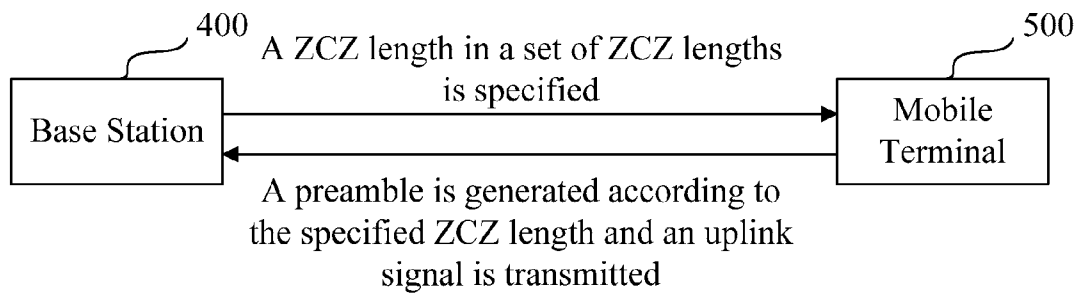 400
500
A ZCZ length in a set of ZCZ lengths
is specified
Base Station
Mobile
Terminal
A preamble is generated according to
the specified ZCZ length and an uplink
signal is transmitted